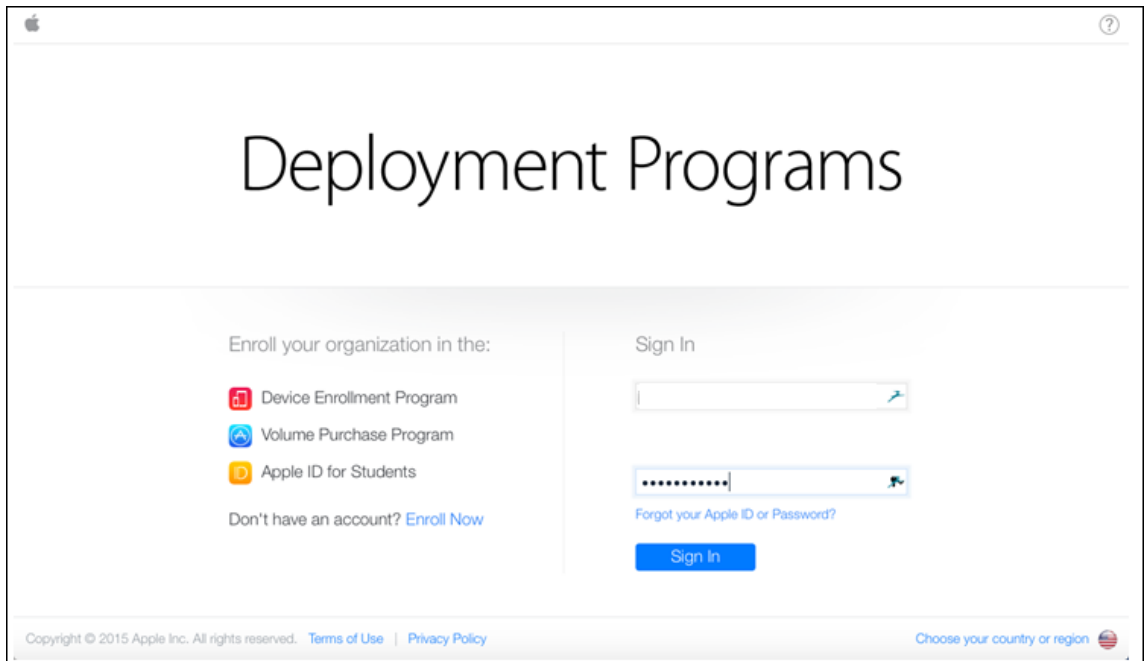 Deployment Programs
Enroll your organization in the:
Device Enrollment Program
Volume Purchase Program
ID
Apple ID for Students
Don't have an account? Enroll Now
Sign In
•••••••••••
Forgot your Apple ID or Password?
Sign In
Copyright © 2015 Apple Inc. All rights reserved. Terms of Use | Privacy Policy
Choose your country or region
?